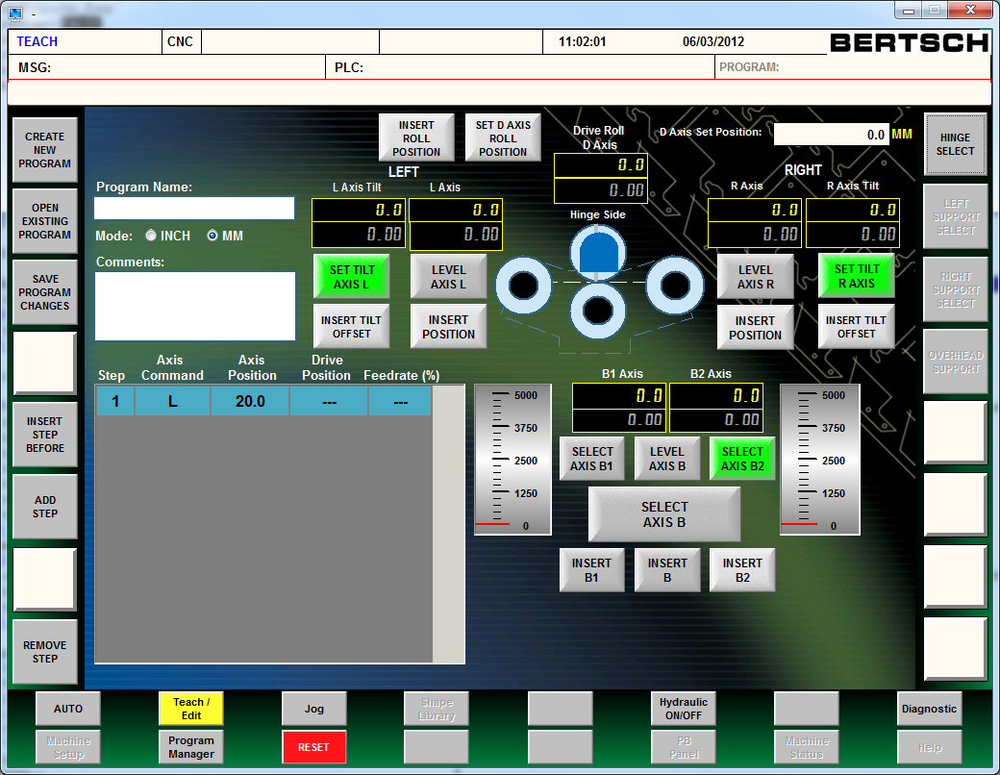 TEACH CNC 11:02:01 06/03/2012 BERTSCH
MSG: PLC: PROGRAM:
CREATE
NEW
PROGRAM
OPEN
EXISTING
PROGRAM
SAVE
PROGRAM
CHANGES
INSERT
STEP
BEFORE
ADD
STEP
REMOVE
STEP
Program Name:
Mode: INCH MM
Comments:
INSERT
ROLL
POSITION
SET D AXIS
ROLL
POSITION
LEFT
L Axis Tilt L Axis
0.0 0.0
0.00 0.00
SET TILT
AXIS L
LEVEL
AXIS L
INSERT TILT
OFFSET
INSERT
POSITION
Drive Roll
D Axis
0.0
0.00
Hinge Side
D Axis Set Position: 0.0 MM
RIGHT
R Axis R Axis Tilt
0.0 0.0
0.00 0.00
LEVEL
AXIS R
SET TILT
R AXIS
INSERT
POSITION
INSERT TILT
OFFSET
Step Axis Command Axis Position Drive Position Feedrate (%)
1 L 20.0 --- ---
5000
3750
2500
1250
0
B1 Axis B2 Axis
0.0 0.0
0.00 0.00
SELECT
AXIS B1
LEVEL
AXIS B
SELECT
AXIS B2
SELECT
AXIS B
INSERT
B1
INSERT
B
INSERT
B2
5000
3750
2500
1250
0
HINGE
SELECT
LEFT
SUPPORT
SELECT
RIGHT
SUPPORT
SELECT
OVERHEAD
SUPPORT
AUTO
Teach /
Edit
Jog
Shape
Library
Hydraulic
ON/OFF
Diagnostic
Machine
Setup
Program
Manager
RESET
PB
Panel
Machine
Status
Help